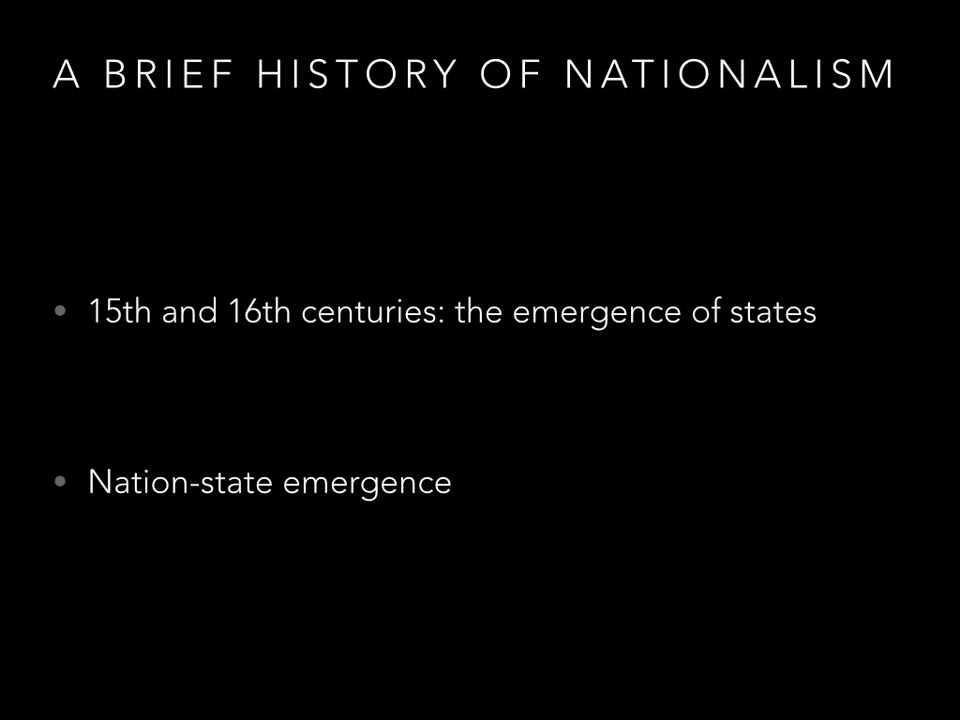 A BRIEF HISTORY OF NATIONALISM
• 15th and 16th centuries: the emergence of states
• Nation-state emergence